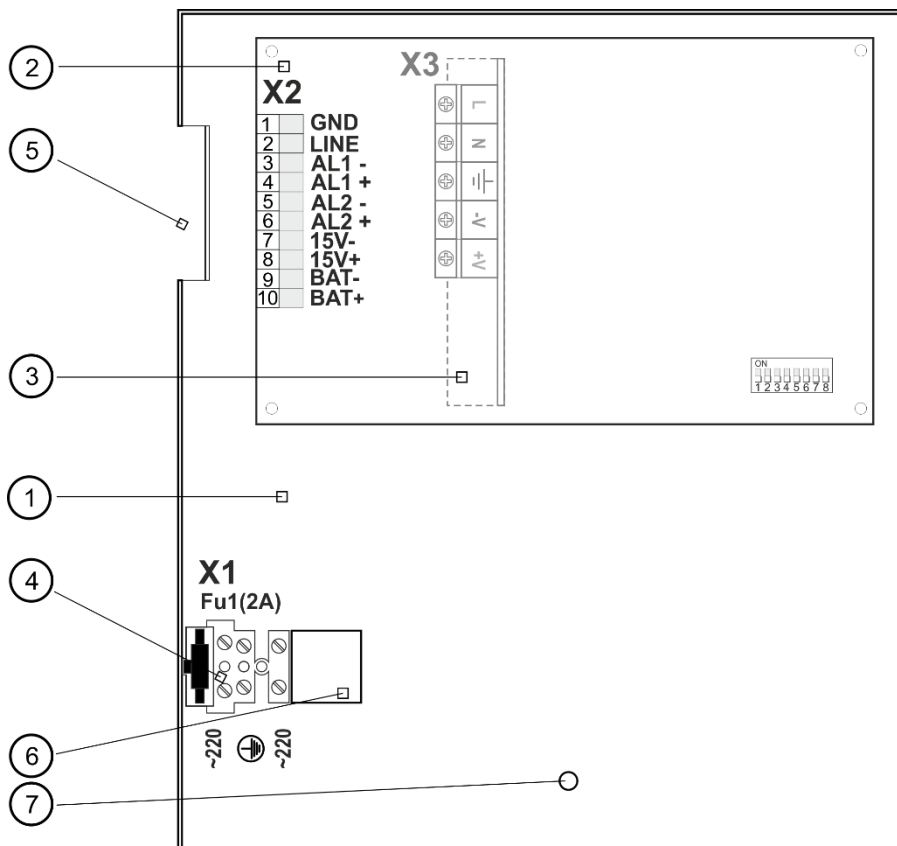 2
X2
X3
1 GND
2 LINE
3 AL1 -
4 AL1 +
5 AL2 -
6 AL2 +
7 15V-
8 15V+
9 BAT-
10 BAT+
L
N
-V
+V
5
3
ON
1 2 3 4 5 6 7 8
1
4
X1
Fu1(2A)
~220
~220
6
7